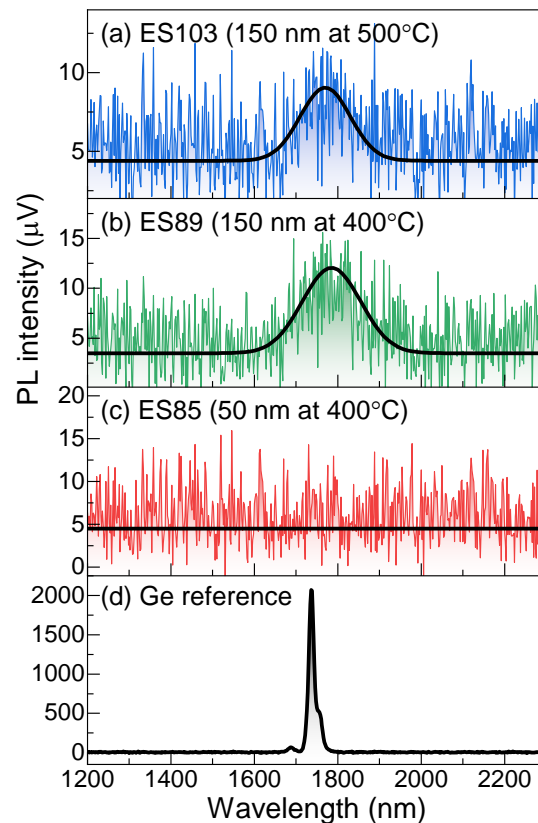 (a) ES103 (150 nm at 500°C)
10
5
(b) ES89 (150 nm at 400°C)
15
10
5
PL intensity (μV)
20
(c) ES85 (50 nm at 400°C)
15
10
5
0
(d) Ge reference
2000
1500
1000
500
0
1200 1400 1600 1800 2000 2200
Wavelength (nm)